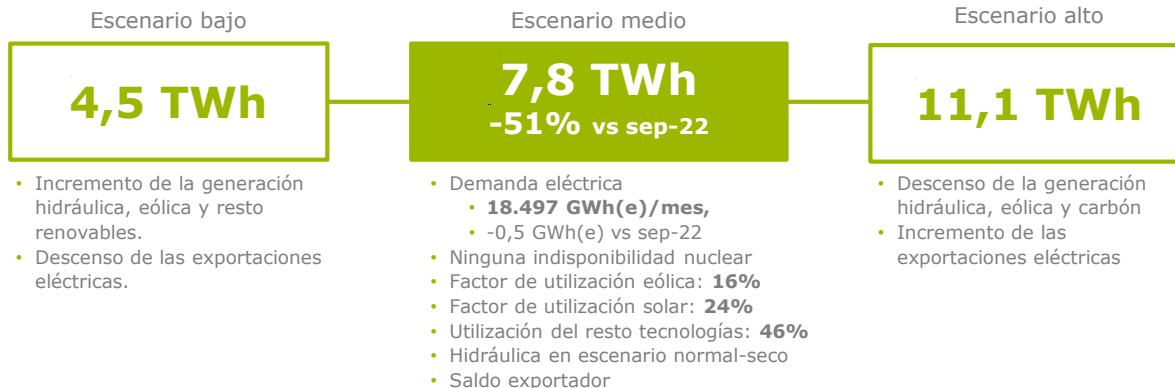 Escenario bajo
4,5 TWh
• Incremento de la generación
hidráulica, eólica y resto
renovables.
• Descenso de las exportaciones
eléctricas.
Escenario medio
7,8 TWh
-51% vs sep-22
• Demanda eléctrica
• 18.497 GWh(e)/mes,
• -0,5 GWh(e) vs sep-22
• Ninguna indisponibilidad nuclear
• Factor de utilización eólica: 16%
• Factor de utilización solar: 24%
• Utilización del resto tecnologías: 46%
• Hidráulica en escenario normal-seco
• Saldo exportador
Escenario alto
11,1 TWh
• Descenso de la generación
hidráulica, eólica y carbón
• Incremento de las
exportaciones eléctricas